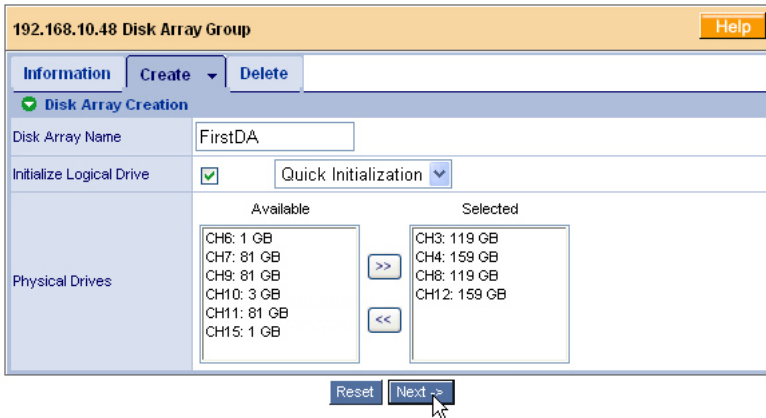 192.168.10.48 Disk Array Group
Help
Information
Create
Delete
Disk Array Creation
Disk Array Name
FirstDA
Initialize Logical Drive
Quick Initialization
Physical Drives
Available
CH6: 1 GB
CH7: 81 GB
CH9: 81 GB
CH10: 3 GB
CH11: 81 GB
CH15: 1 GB
>>
<<
Selected
CH3: 119 GB
CH4: 159 GB
CH8: 119 GB
CH12: 159 GB
Reset
Next ->